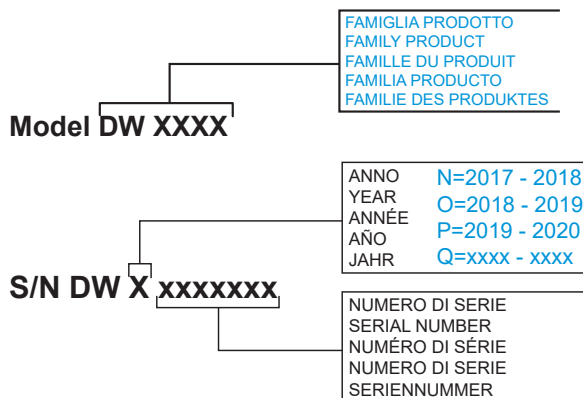 FAMIGLIA PRODOTTO
FAMILY PRODUCT
FAMILLE DU PRODUIT
FAMILIA PRODUCTO
FAMILIE DES PRODUKTES
Model DW XXXX
ANNO
YEAR
ANNÉE
AÑO
JAHR
N=2017 - 2018
O=2018 - 2019
P=2019 - 2020
Q=xxxx - xxxx
S/N DW X xxxxxxx
NUMERO DI SERIE
SERIAL NUMBER
NUMÉRO DI SÉRIE
NUMERO DI SERIE
SERIENNUMMER